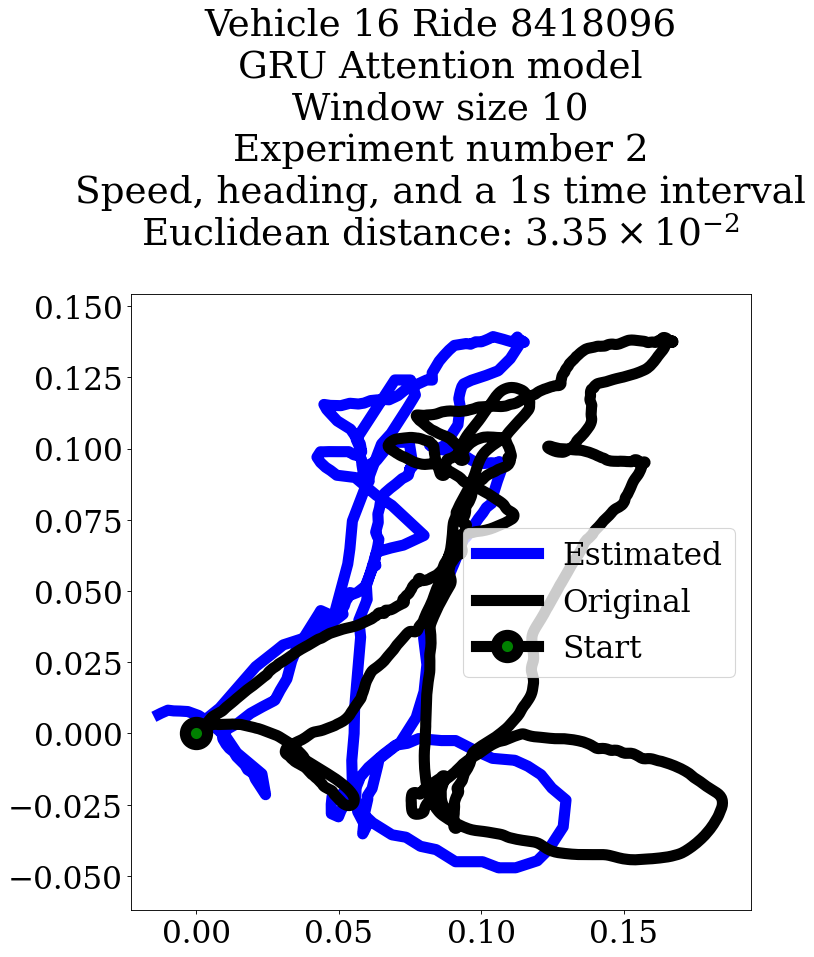 Vehicle 16 Ride 8418096
GRU Attention model
Window size 10
Experiment number 2
Speed, heading, and a 1s time interval
Euclidean distance: 3.35 × 10⁻²
0.150
0.125
0.100
0.075
0.050
0.025
0.000
−0.025
−0.050
Estimated
Original
Start
0.00 0.05 0.10 0.15